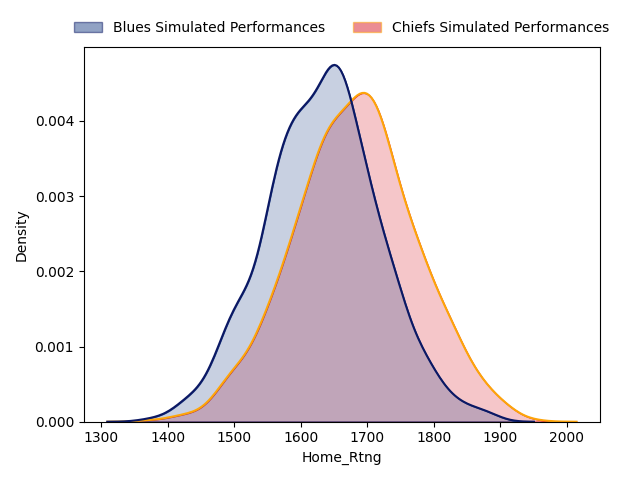 Blues Simulated Performances Chiefs Simulated Performances
0.004
0.003
0.002
0.001
0.000
Density
1300 1400 1500 1600 1700 1800 1900 2000
Home_Rtng